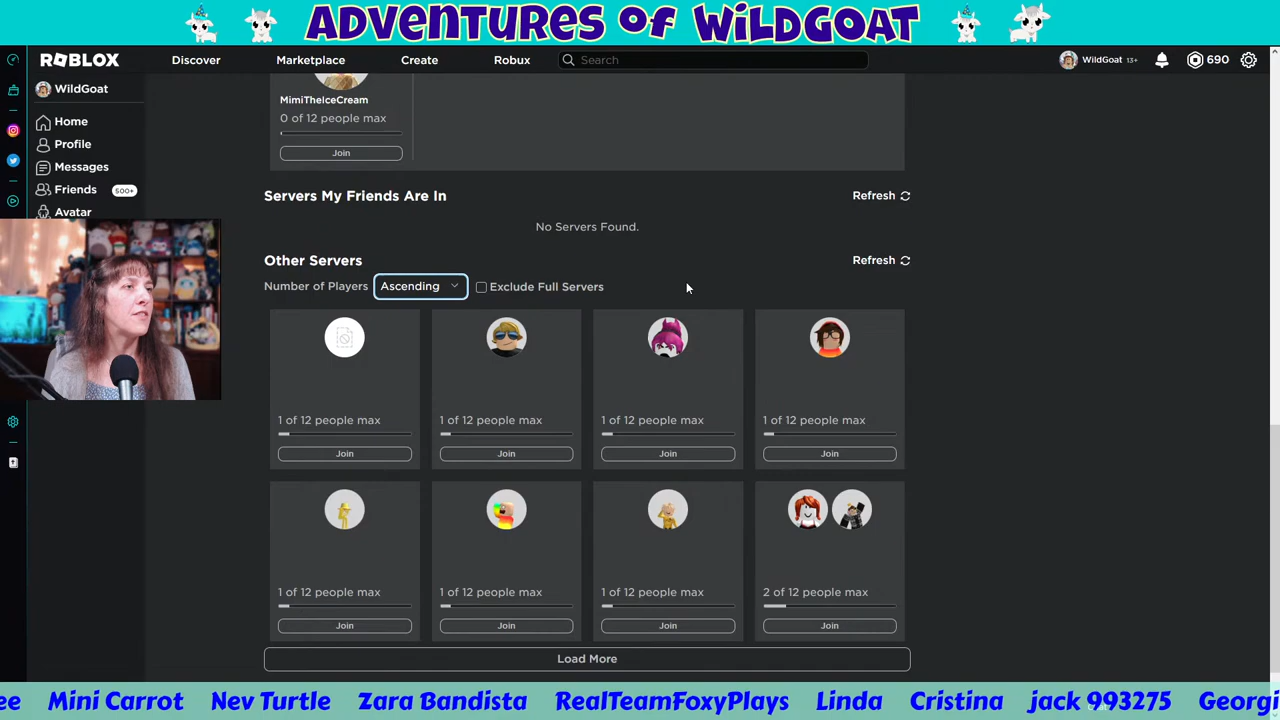 ADVENTURES OF WILDGOAT
ROBLOX
Discover
Marketplace
Create
Robux
Search
WildGoat 13+
690
WildGoat
Home
Profile
Messages
Friends 500+
Avatar
MimiTheIceCream
0 of 12 people max
Join
Servers My Friends Are In
Refresh
No Servers Found.
Other Servers
Refresh
Number of Players Ascending Exclude Full Servers
1 of 12 people max
Join
1 of 12 people max
Join
1 of 12 people max
Join
1 of 12 people max
Join
1 of 12 people max
Join
1 of 12 people max
Join
1 of 12 people max
Join
2 of 12 people max
Join
Load More
ee Mini Carrot Nev Turtle Zara Bandista RealTeamFoxyPlays Linda Cristina jack 993275 Georgi